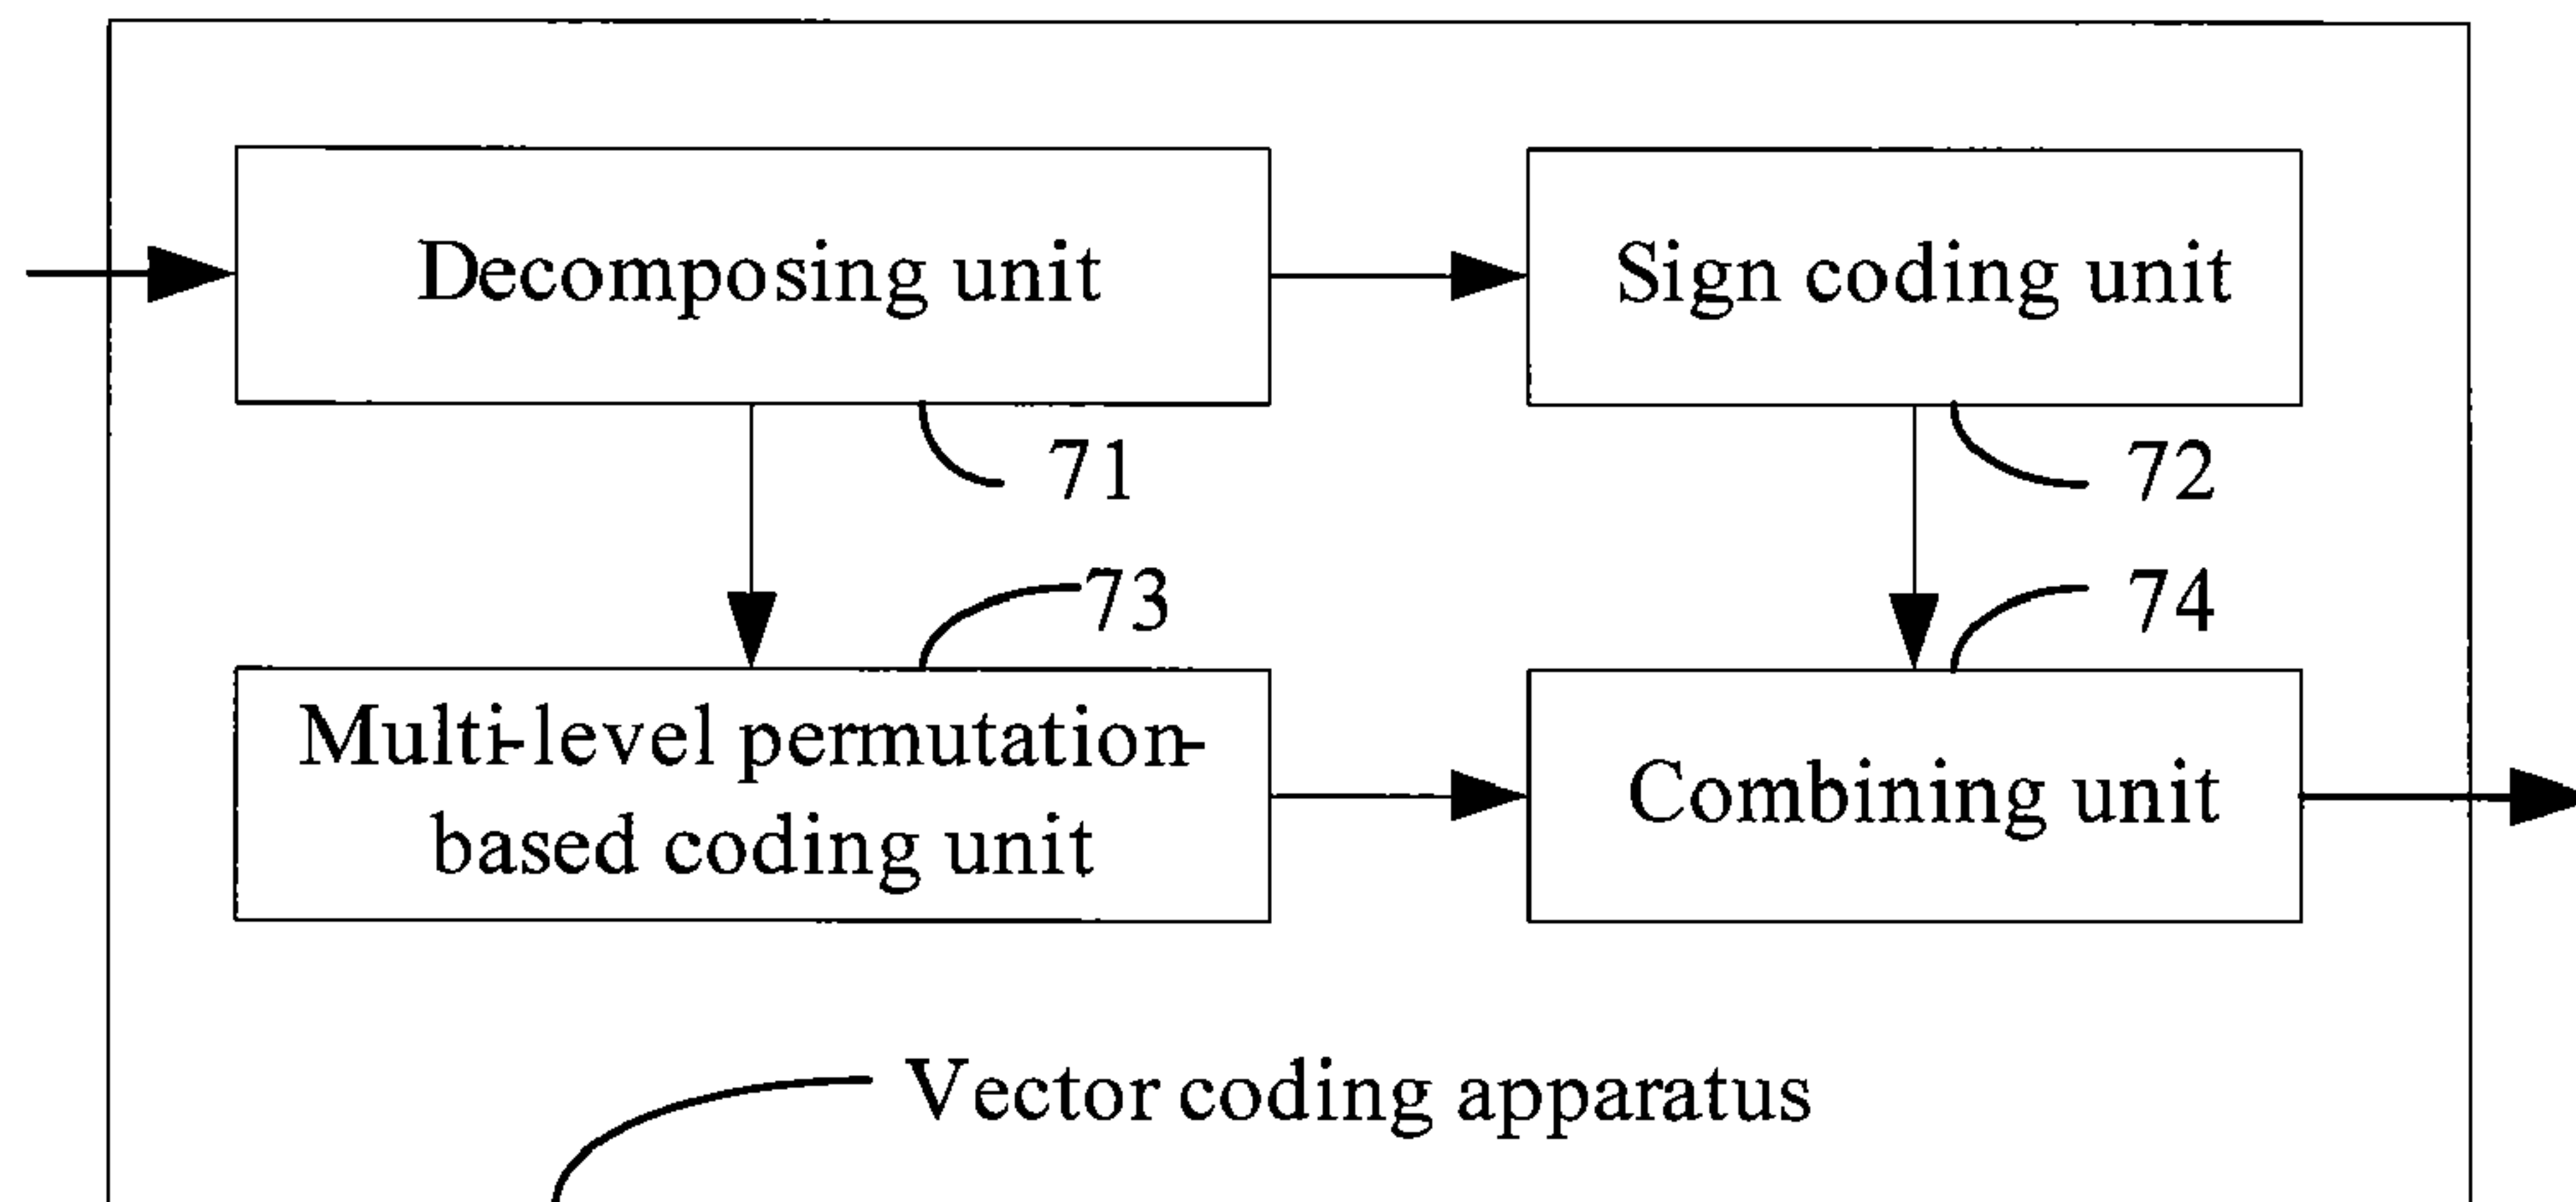 Decomposing unit
Sign coding unit
71
72
73
74
Multi-level permutation-
based coding unit
Combining unit
Vector coding apparatus